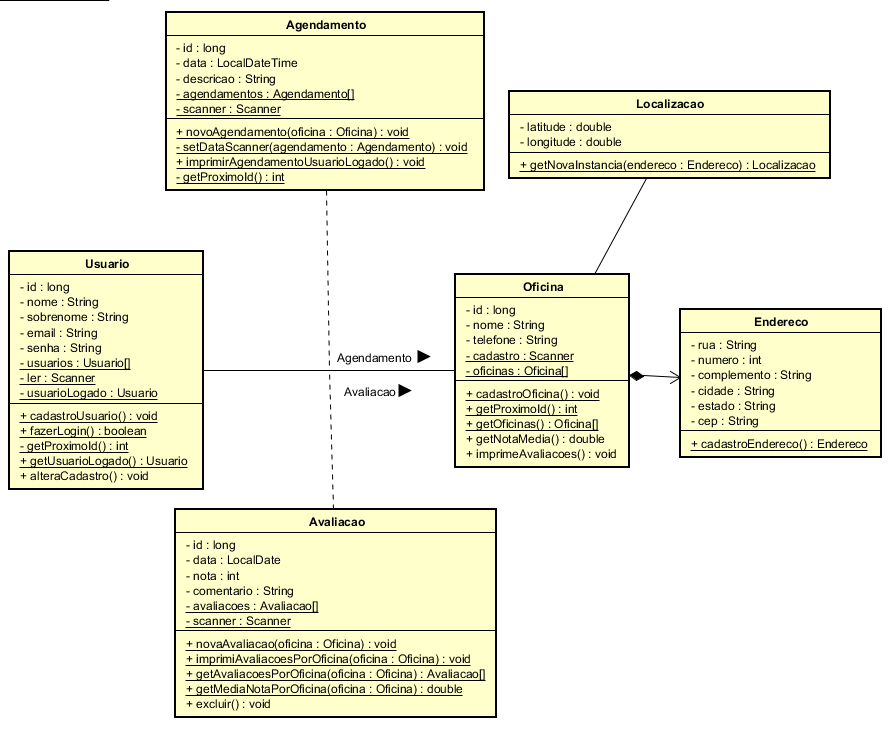 Agendamento
- id : long
- data : LocalDateTime
- descricao : String
- agendamentos : Agendamento[]
- scanner : Scanner
+ novoAgendamento(oficina : Oficina) : void
- setDataScanner(agendamento : Agendamento) : void
+ imprimirAgendamentoUsuarioLogado() : void
- getProximoId() : int
Localizacao
- latitude : double
- longitude : double
+ getNovaInstancia(endereco : Endereco) : Localizacao
Usuario
- id : long
- nome : String
- sobrenome : String
- email : String
- senha : String
- usuarios : Usuario[]
- ler : Scanner
- usuarioLogado : Usuario
+ cadastroUsuario() : void
+ fazerLogin() : boolean
- getProximoId() : int
+ getUsuarioLogado() : Usuario
+ alteraCadastro() : void
Agendamento
Avaliacao
Oficina
- id : long
- nome : String
- telefone : String
- cadastro : Scanner
- oficinas : Oficina[]
+ cadastroOficina() : void
+ getProximoId() : int
+ getOficinas() : Oficina[]
+ getNotaMedia() : double
+ imprimeAvaliacoes() : void
Endereco
- rua : String
- numero : int
- complemento : String
- cidade : String
- estado : String
- cep : String
+ cadastroEndereco() : Endereco
Avaliacao
- id : long
- data : LocalDate
- nota : int
- comentario : String
- avaliacoes : Avaliacao[]
- scanner : Scanner
+ novaAvaliacao(oficina : Oficina) : void
+ imprimiAvaliacoesPorOficina(oficina : Oficina) : void
+ getAvaliacoesPorOficina(oficina : Oficina) : Avaliacao[]
+ getMediaNotaPorOficina(oficina : Oficina) : double
+ excluir() : void